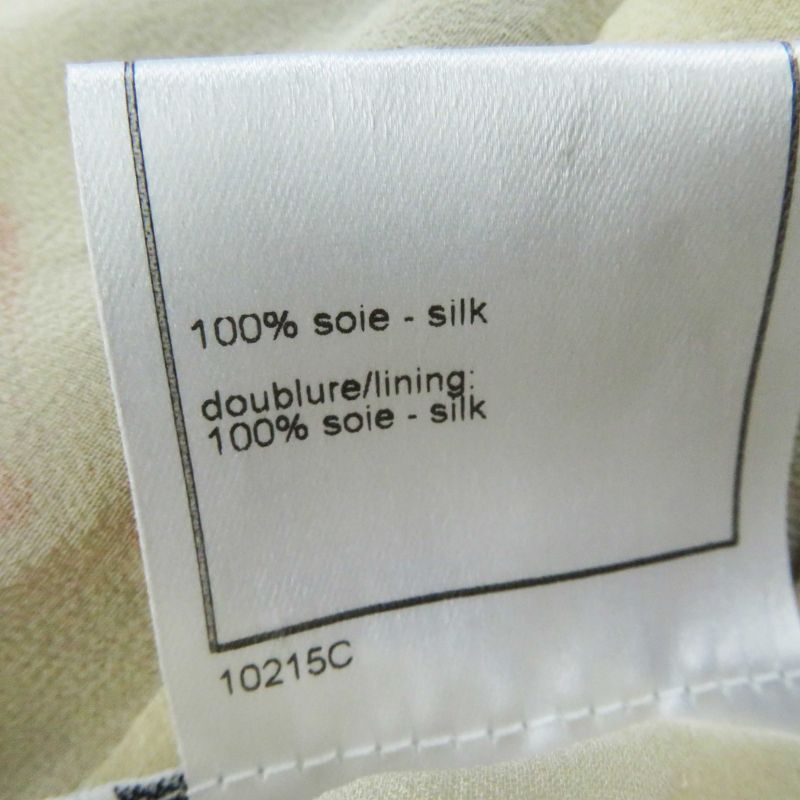 100% soie - silk
doublure/lining:
100% soie - silk
10215C